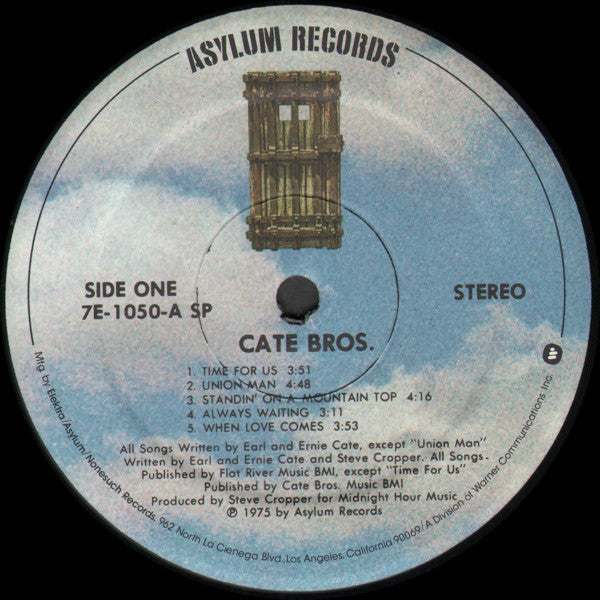 ASYLUM RECORDS
SIDE ONE
7E-1050-A SP
STEREO
CATE BROS.
1. TIME FOR US 3:51
2. UNION MAN 4:48
3. STANDIN' ON A MOUNTAIN TOP 4:16
4. ALWAYS WAITING 3:11
5. WHEN LOVE COMES 3:53
All Songs Written by Earl and Ernie Cate, except "Union Man"
Written by Earl and Ernie Cate and Steve Cropper. All Songs
Published by Flat River Music BMI, except "Time For Us"
Published by Cate Bros. Music BMI
Produced by Steve Cropper for Midnight Hour Music
℗ 1975 by Asylum Records
Mfg. by Elektra/Asylum/Nonesuch Records, 962 North La Cienega Blvd., Los Angeles, California 90069/A Division of Warner Communications Inc.